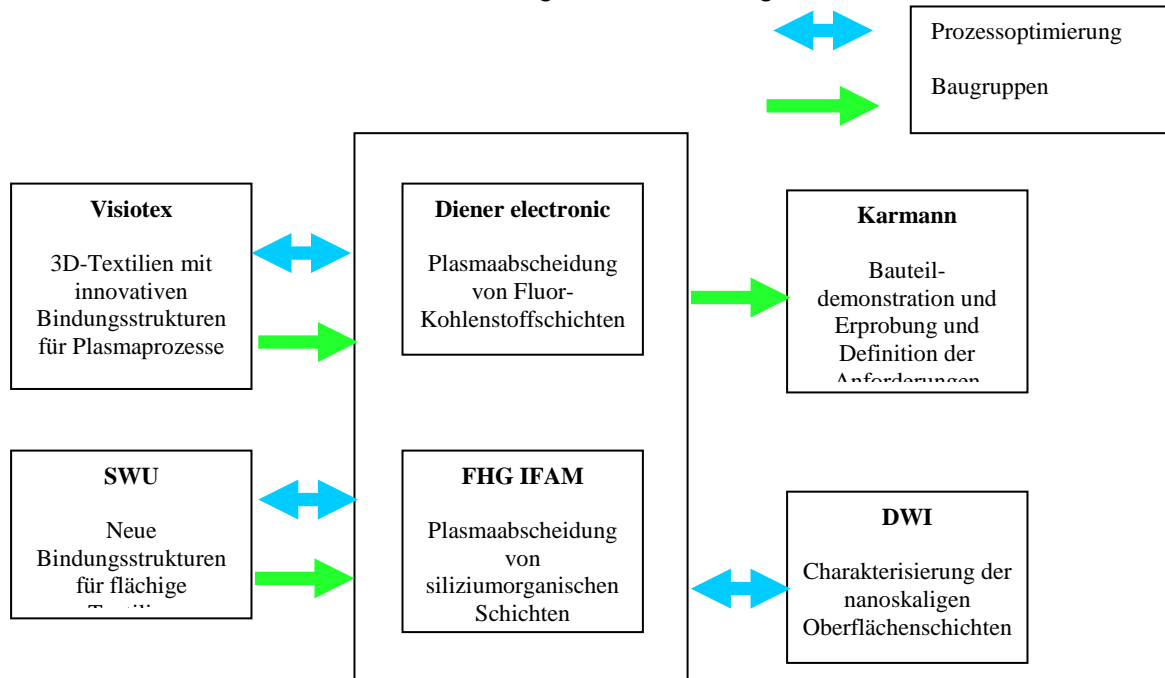 Prozessoptimierung
Baugruppen
Visiotex
3D-Textilien mit
innovativen
Bindungsstrukturen
für Plasmaprozesse
Diener electronic
Plasmaabscheidung
von Fluor-
Kohlenstoffschichten
Karmann
Bauteil-
demonstration und
Erprobung und
Definition der
Anforderungen
SWU
Neue
Bindungsstrukturen
für flächige
FHG IFAM
Plasmaabscheidung
von
siliziumorganischen
Schichten
DWI
Charakterisierung der
nanoskaligen
Oberflächenschichten